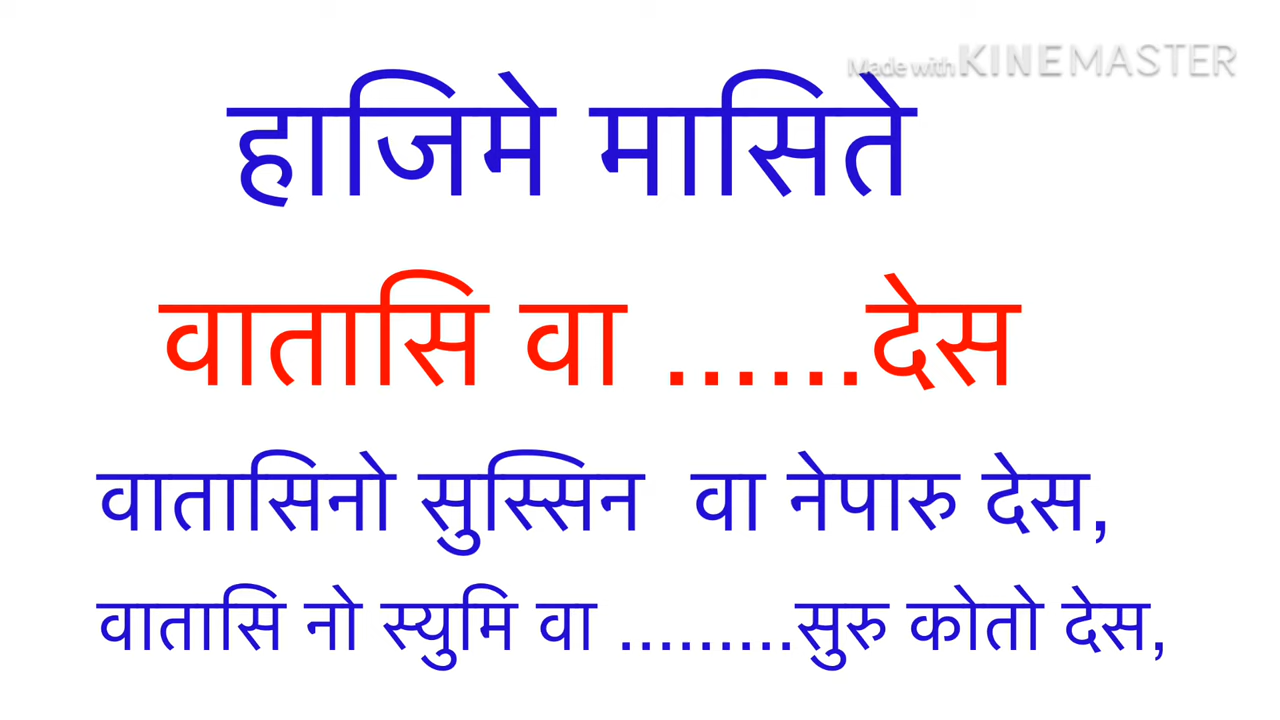 Made with KINEMASTER
हाजिमे मासिते
वातासि वा ......देस
वातासिनो सुस्सिन वा नेपारु देस,
वातासि नो स्युमि वा .........सुरु कोतो देस,